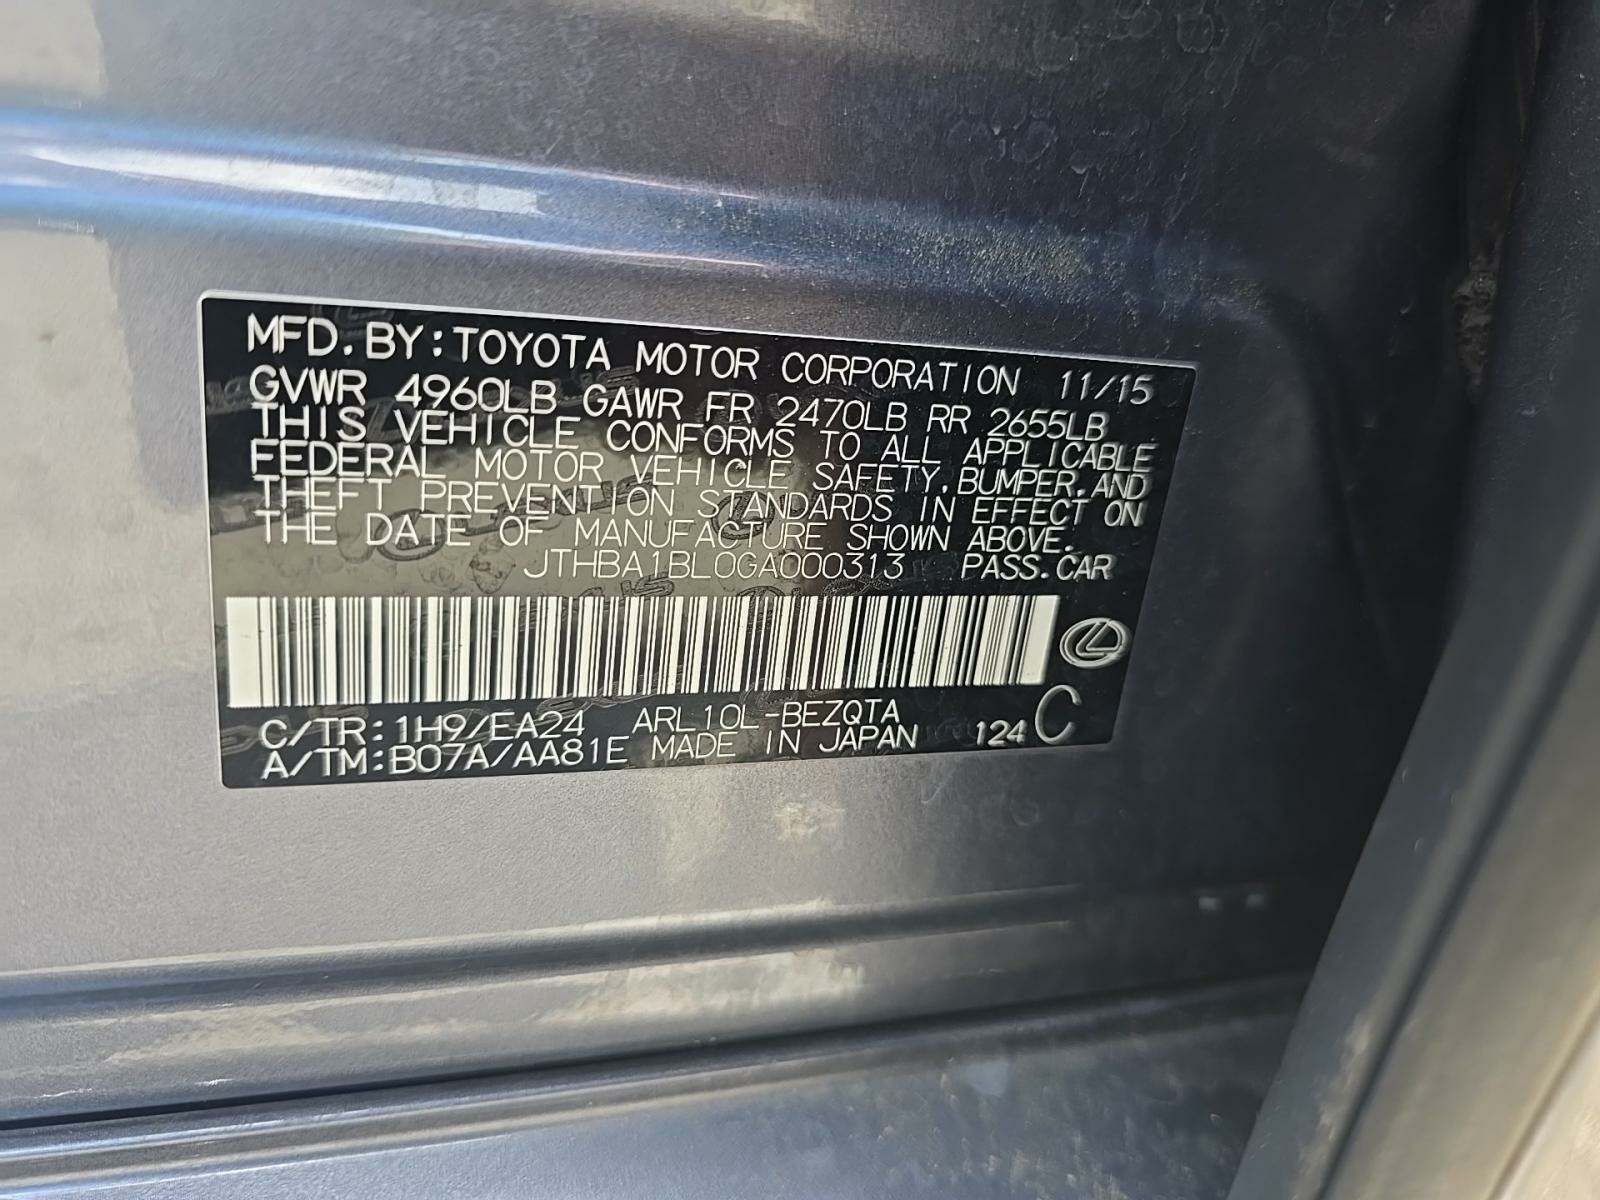 MFD. BY: TOYOTA MOTOR CORPORATION 11/15
GVWR 4960LB GAWR FR 2470LB RR 2655LB
THIS VEHICLE CONFORMS TO ALL APPLICABLE
FEDERAL MOTOR VEHICLE SAFETY, BUMPER, AND
THEFT PREVENTION STANDARDS IN EFFECT ON
THE DATE OF MANUFACTURE SHOWN ABOVE.
JTHBA1BL0GA000313 PASS. CAR
C/TR: 1H9/EA24 ARL10L-BEZQTA
A/TM: B07A/AA81E MADE IN JAPAN 124 C